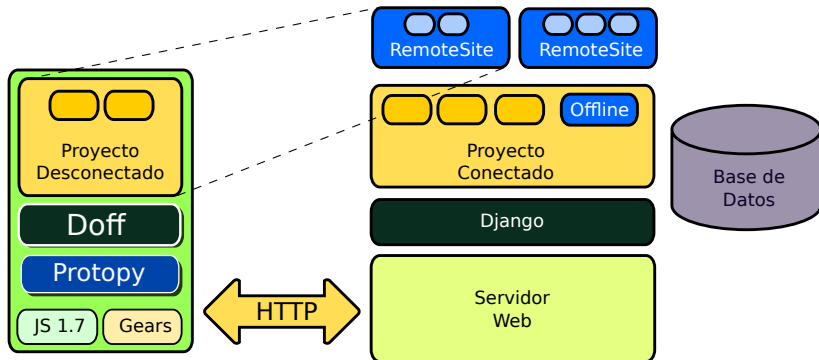 RemoteSite
RemoteSite
Offline
Proyecto
Conectado
Proyecto
Desconectado
Base de
Datos
Doff
Django
Protopy
HTTP
Servidor
Web
JS 1.7
Gears